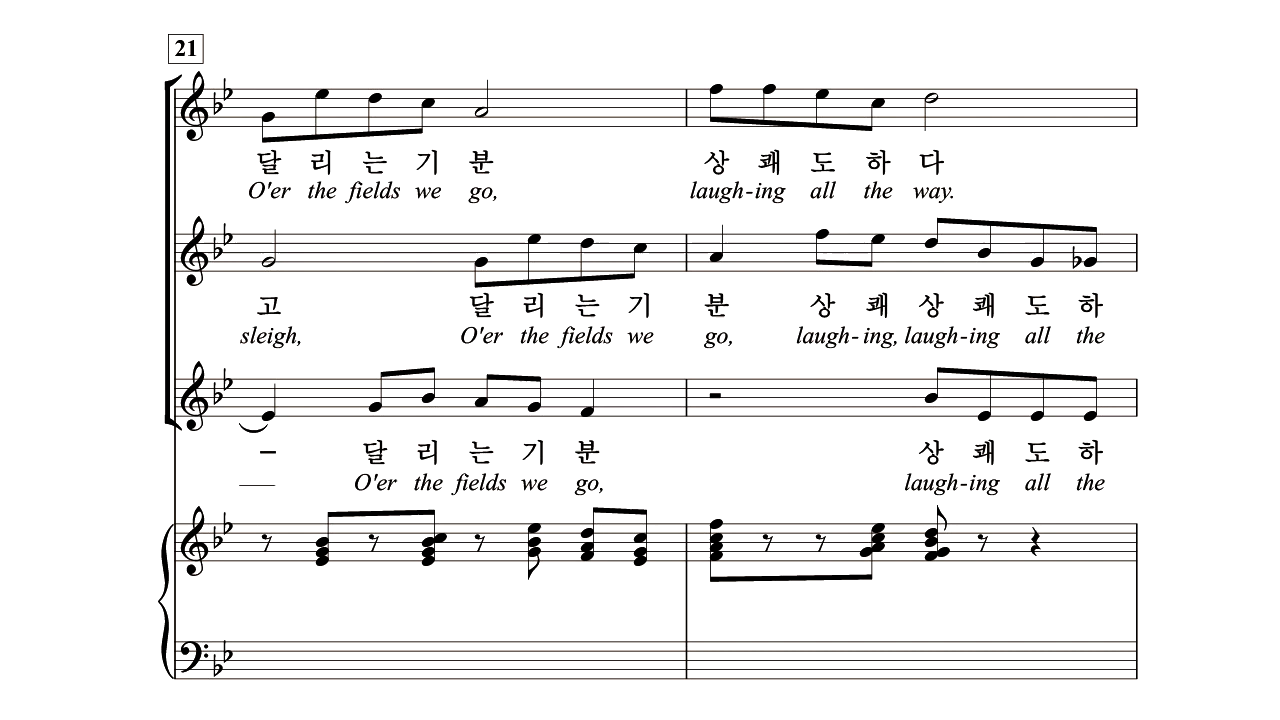 21
달 리 는 기 분 상 쾌 도 하 다
O'er the fields we go, laugh-ing all the way.
고 달 리 는 기 분 상 쾌 상 쾌 도 하
sleigh, O'er the fields we go, laugh-ing, laugh-ing all the
– 달 리 는 기 분 상 쾌 도 하
O'er the fields we go, laugh-ing all the